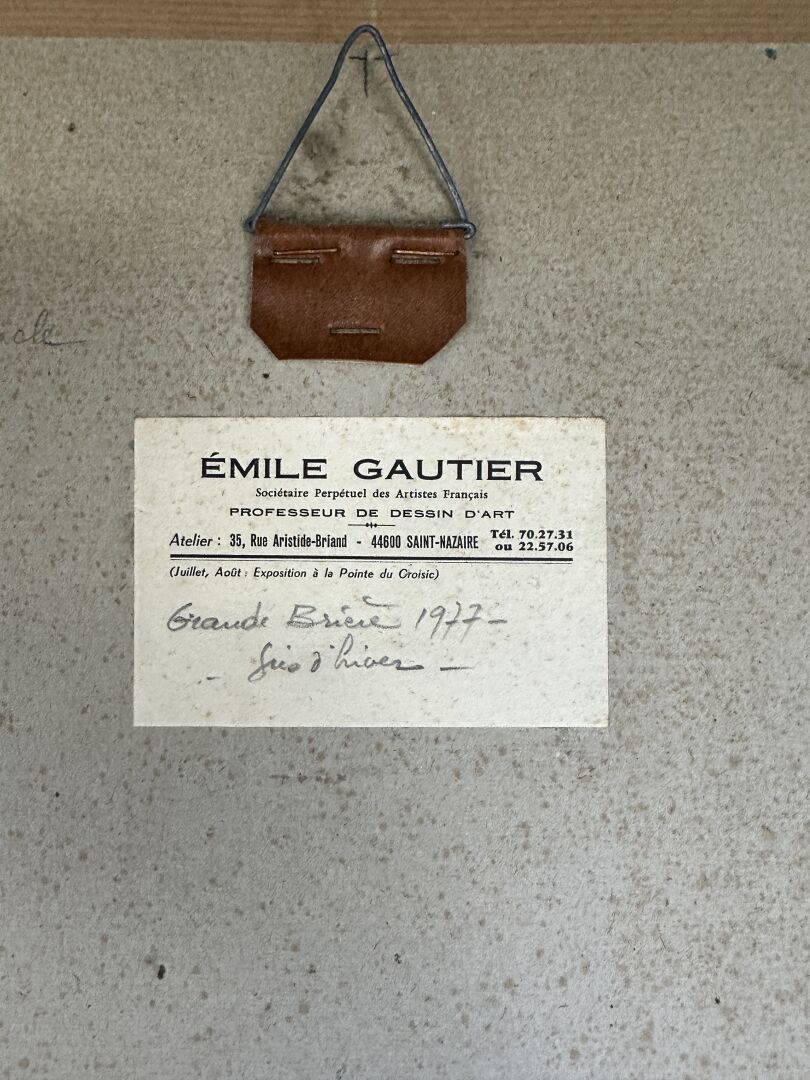 ÉMILE GAUTIER
Sociétaire Perpétuel des Artistes Français
PROFESSEUR DE DESSIN D'ART
Atelier : 35, Rue Aristide-Briand - 44600 SAINT-NAZAIRE Tél. 70.27.31
ou 22.57.06
(Juillet, Août : Exposition à la Pointe du Croisic)
Grande Brière 1977 -
- Gris d'hiver -